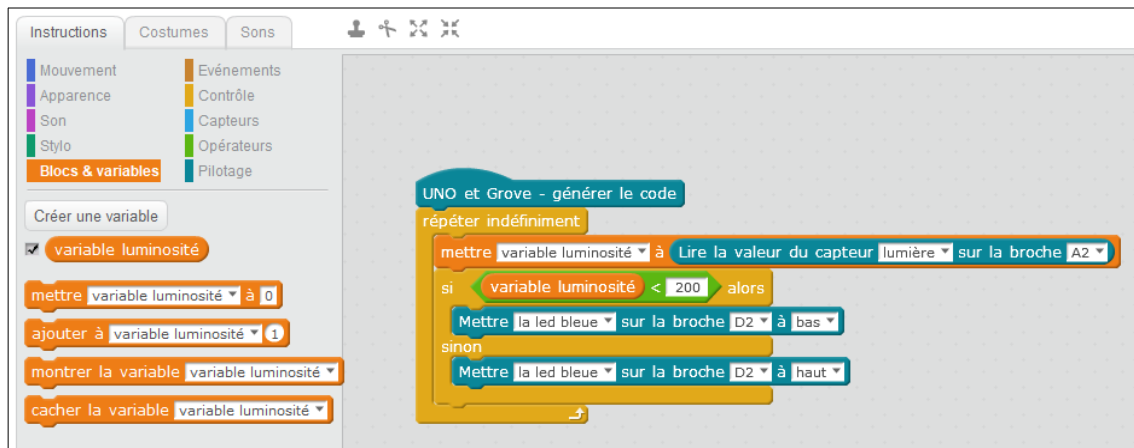 Instructions Costumes Sons
Mouvement Evénements
Apparence Contrôle
Son Capteurs
Stylo Opérateurs
Blocs & variables Pilotage
Créer une variable
variable luminosité
mettre variable luminosité à 0
ajouter à variable luminosité 1
montrer la variable variable luminosité
cacher la variable variable luminosité
UNO et Grove - générer le code
répéter indéfiniment
mettre variable luminosité à Lire la valeur du capteur lumière sur la broche A2
si variable luminosité < 200 alors
Mettre la led bleue sur la broche D2 à bas
sinon
Mettre la led bleue sur la broche D2 à haut